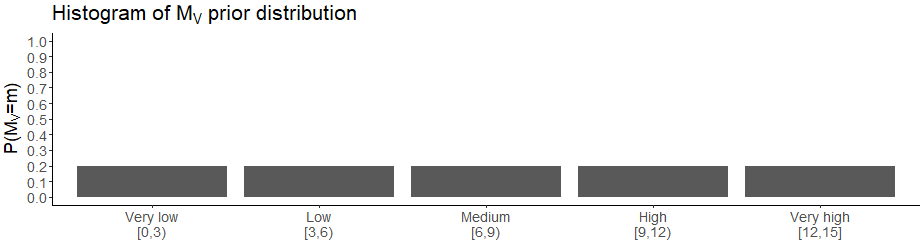 Histogram of M_V prior distribution
P(M_V=m)
1.0
0.9
0.8
0.7
0.6
0.5
0.4
0.3
0.2
0.1
0.0
Very low Low Medium High Very high
[0,3) [3,6) [6,9) [9,12) [12,15]